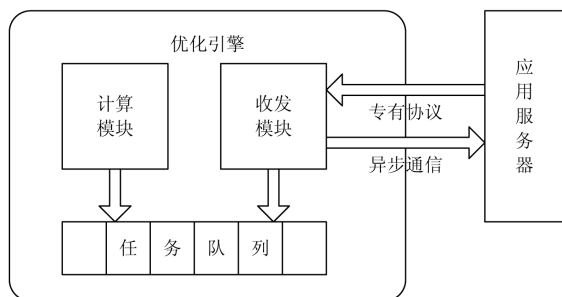 优化引擎
计算
模块
收发
模块
专有协议
异步通信
应用服务器
任务队列